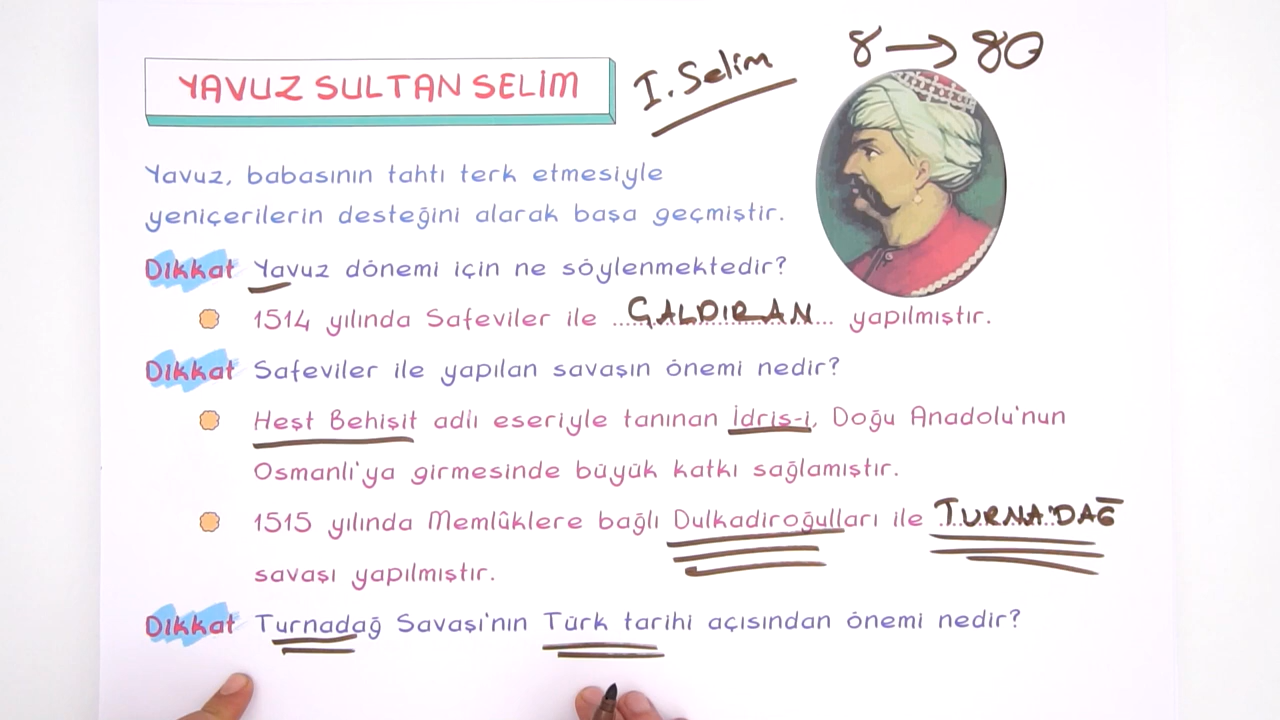 YAVUZ SULTAN SELİM
I. Selim
8 → 80
Yavuz, babasının tahtı terk etmesiyle
yeniçerilerin desteğini alarak başa geçmiştir.
Dikkat Yavuz dönemi için ne söylenmektedir?
1514 yılında Safeviler ile ÇALDIRAN yapılmıştır.
Dikkat Safeviler ile yapılan savaşın önemi nedir?
Heşt Behişit adlı eseriyle tanınan İdris-i, Doğu Anadolu'nun
Osmanlı'ya girmesinde büyük katkı sağlamıştır.
1515 yılında Memlûklere bağlı Dulkadiroğulları ile TURNADAĞ
savaşı yapılmıştır.
Dikkat Turnadağ Savaşı'nın Türk tarihi açısından önemi nedir?